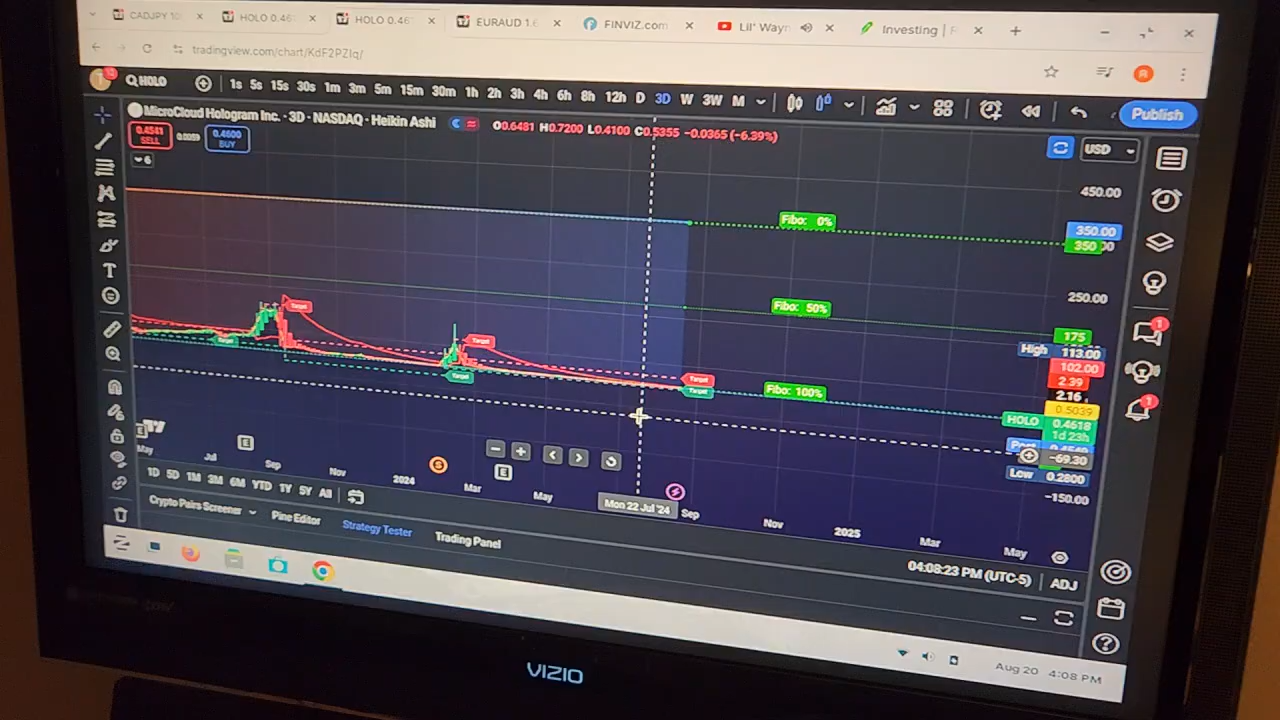 CADJPY 10
HOLO 0.46
HOLO 0.46
EURAUD 1.6
FINVIZ.com
Lil' Wayn
Investing | F
tradingview.com/chart/KdF2PZIq/
HOLO
1s 5s 15s 30s 1m 3m 5m 15m 30m 1h 2h 3h 4h 6h 8h 12h D 3D W 3W M
Publish
MicroCloud Hologram Inc. · 3D · NASDAQ · Heikin Ashi
O0.6481 H0.7200 L0.4100 C0.5355 −0.0365 (−6.39%)
USD
0.4541
SELL
0.0059
0.4600
BUY
6
450.00
Fibo: 0%
350.00
350
250.00
Fibo: 50%
175
High 113.00
102.00
2.39
2.16
0.5039
Target
Target
Target
Target
Target
Target
Fibo: 100%
HOLO 0.4618
1d 23h
−69.30
Low 0.2800
−150.00
May
Jul
Sep
Nov
2024
Mar
May
Mon 22 Jul '24
Sep
Nov
2025
Mar
May
1D 5D 1M 3M 6M YTD 1Y 5Y All
04:08:23 PM (UTC-5)
ADJ
Crypto Pairs Screener
Pine Editor
Strategy Tester
Trading Panel
Aug 20 4:08 PM
VIZIO